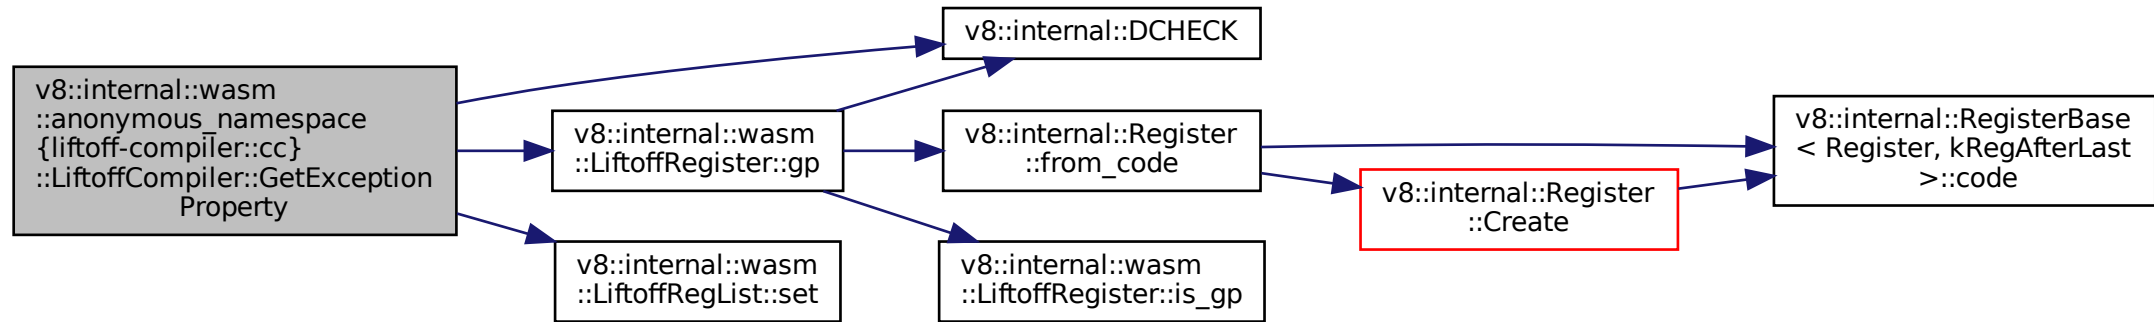 v8::internal::wasm
::anonymous_namespace
{liftoff-compiler::cc}
::LiftoffCompiler::GetException
Property
v8::internal::DCHECK
v8::internal::wasm
::LiftoffRegister::gp
v8::internal::wasm
::LiftoffRegList::set
v8::internal::Register
::from_code
v8::internal::wasm
::LiftoffRegister::is_gp
v8::internal::Register
::Create
v8::internal::RegisterBase
< Register, kRegAfterLast
>::code